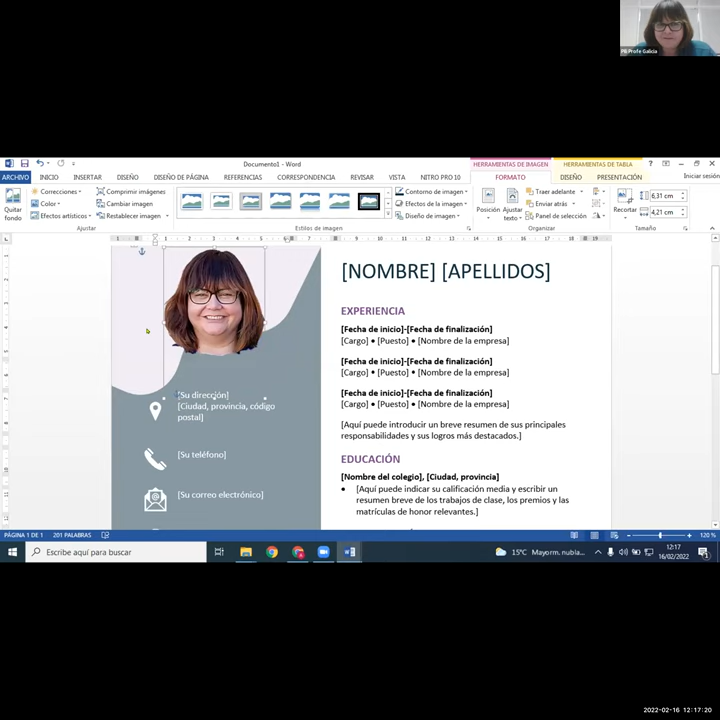 PB Profe Galicia
Documento1 - Word
HERRAMIENTAS DE IMAGEN
HERRAMIENTAS DE TABLA
ARCHIVO INICIO INSERTAR DISEÑO DISEÑO DE PÁGINA REFERENCIAS CORRESPONDENCIA REVISAR VISTA NITRO PRO 10 FORMATO DISEÑO PRESENTACIÓN Iniciar sesión
Quitar fondo
Correcciones
Color
Efectos artísticos
Comprimir imágenes
Cambiar imagen
Restablecer imagen
Contorno de imagen
Efectos de la imagen
Diseño de imagen
Posición
Ajustar texto
Traer adelante
Enviar atrás
Panel de selección
Recortar
6,31 cm
4,21 cm
Ajustar
Estilos de imagen
Organizar
Tamaño
[NOMBRE] [APELLIDOS]
EXPERIENCIA
[Fecha de inicio]-[Fecha de finalización]
[Cargo] • [Puesto] • [Nombre de la empresa]
[Fecha de inicio]-[Fecha de finalización]
[Cargo] • [Puesto] • [Nombre de la empresa]
[Fecha de inicio]-[Fecha de finalización]
[Cargo] • [Puesto] • [Nombre de la empresa]
[Aquí puede introducir un breve resumen de sus principales
responsabilidades y sus logros más destacados.]
EDUCACIÓN
[Nombre del colegio], [Ciudad, provincia]
• [Aquí puede indicar su calificación media y escribir un
resumen breve de los trabajos de clase, los premios y las
matrículas de honor relevantes.]
[Su dirección]
[Ciudad, provincia, código
postal]
[Su teléfono]
[Su correo electrónico]
PÁGINA 1 DE 1 201 PALABRAS
120 %
Escribe aquí para buscar
15°C Mayorm. nubla...
12:17
16/02/2022
2022-02-16 12:17:20